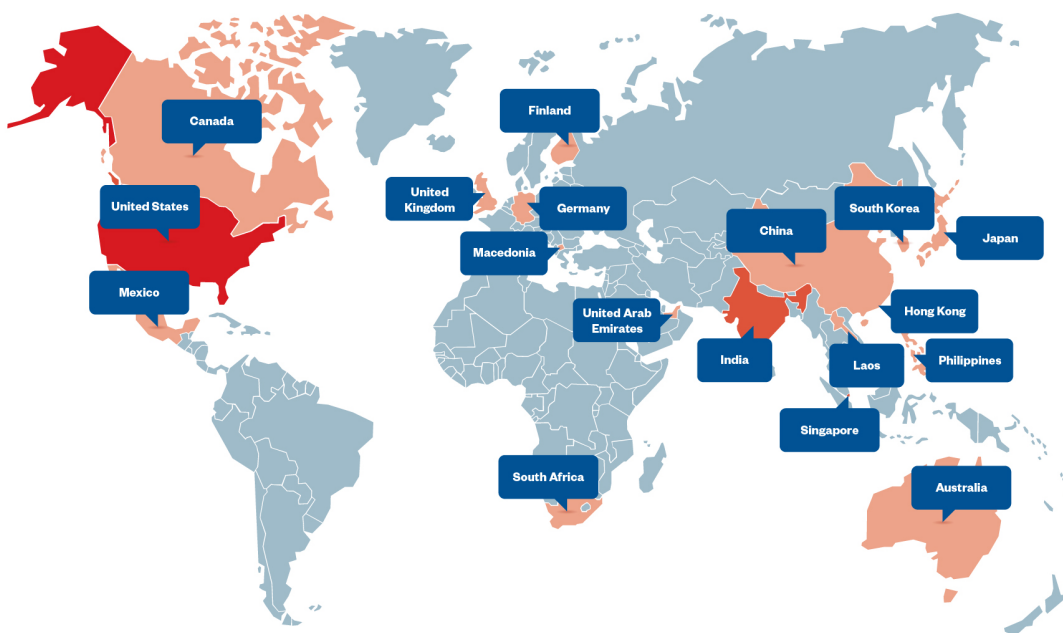 Canada
Finland
United States
United
Kingdom
Germany
South Korea
China
Japan
Macedonia
Mexico
United Arab
Emirates
Hong Kong
India
Laos
Philippines
Singapore
South Africa
Australia